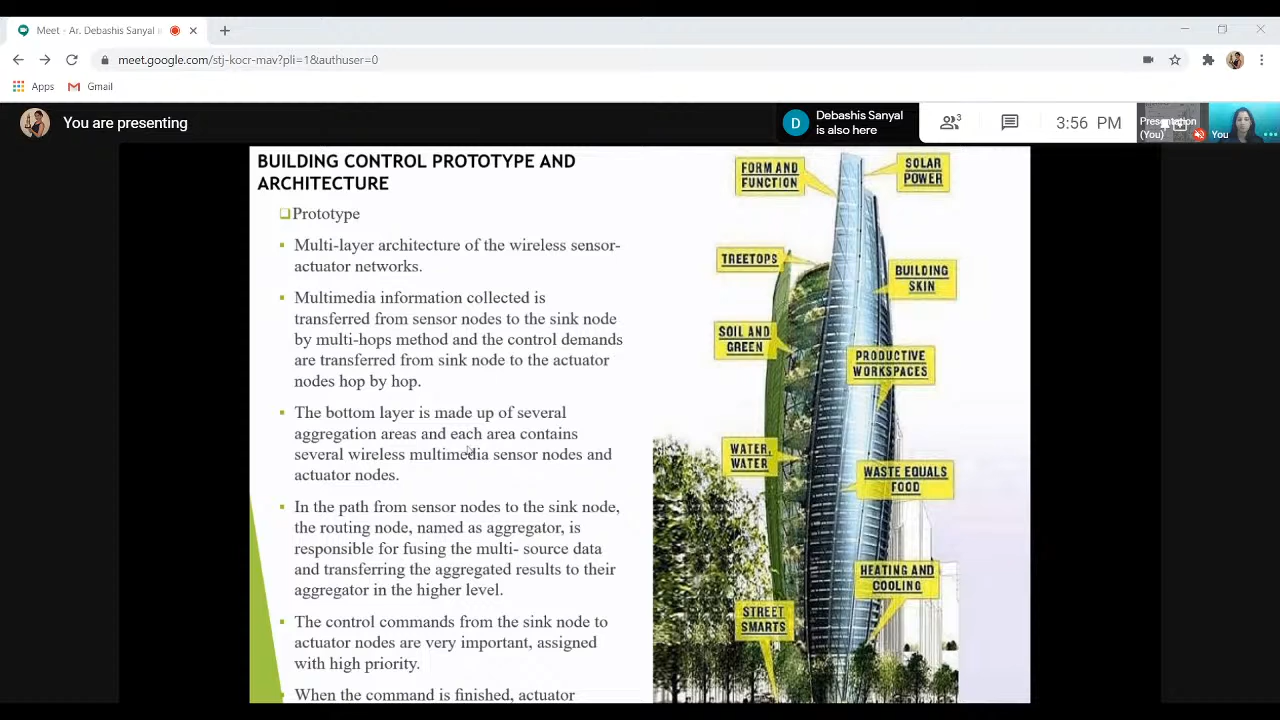 Meet - Ar. Debashis Sanyal i
meet.google.com/stj-kocr-mav?pli=1&authuser=0
Apps
Gmail
You are presenting
D
Debashis Sanyal
is also here
3
3:56 PM
Presentation
(You)
You
BUILDING CONTROL PROTOTYPE AND
ARCHITECTURE
Prototype
Multi-layer architecture of the wireless sensor-
actuator networks.
Multimedia information collected is
transferred from sensor nodes to the sink node
by multi-hops method and the control demands
are transferred from sink node to the actuator
nodes hop by hop.
The bottom layer is made up of several
aggregation areas and each area contains
several wireless multimedia sensor nodes and
actuator nodes.
In the path from sensor nodes to the sink node,
the routing node, named as aggregator, is
responsible for fusing the multi- source data
and transferring the aggregated results to their
aggregator in the higher level.
The control commands from the sink node to
actuator nodes are very important, assigned
with high priority.
When the command is finished, actuator
FORM AND
FUNCTION
SOLAR
POWER
TREETOPS
BUILDING
SKIN
SOIL AND
GREEN
PRODUCTIVE
WORKSPACES
WATER,
WATER
WASTE EQUALS
FOOD
HEATING AND
COOLING
STREET
SMARTS